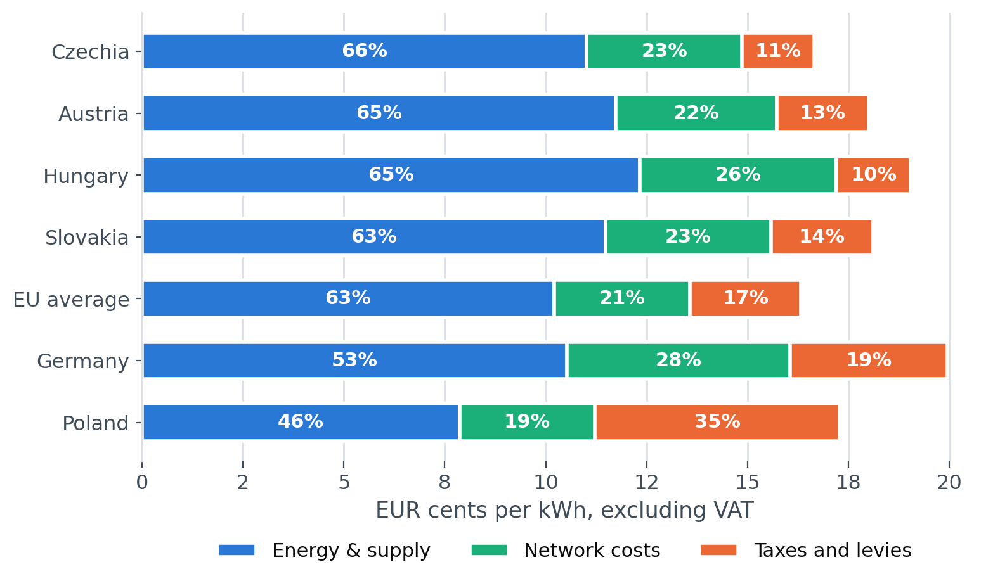 Czechia 66% 23% 11%
Austria 65% 22% 13%
Hungary 65% 26% 10%
Slovakia 63% 23% 14%
EU average 63% 21% 17%
Germany 53% 28% 19%
Poland 46% 19% 35%
0 2 5 8 10 12 15 18 20
EUR cents per kWh, excluding VAT
Energy & supply Network costs Taxes and levies